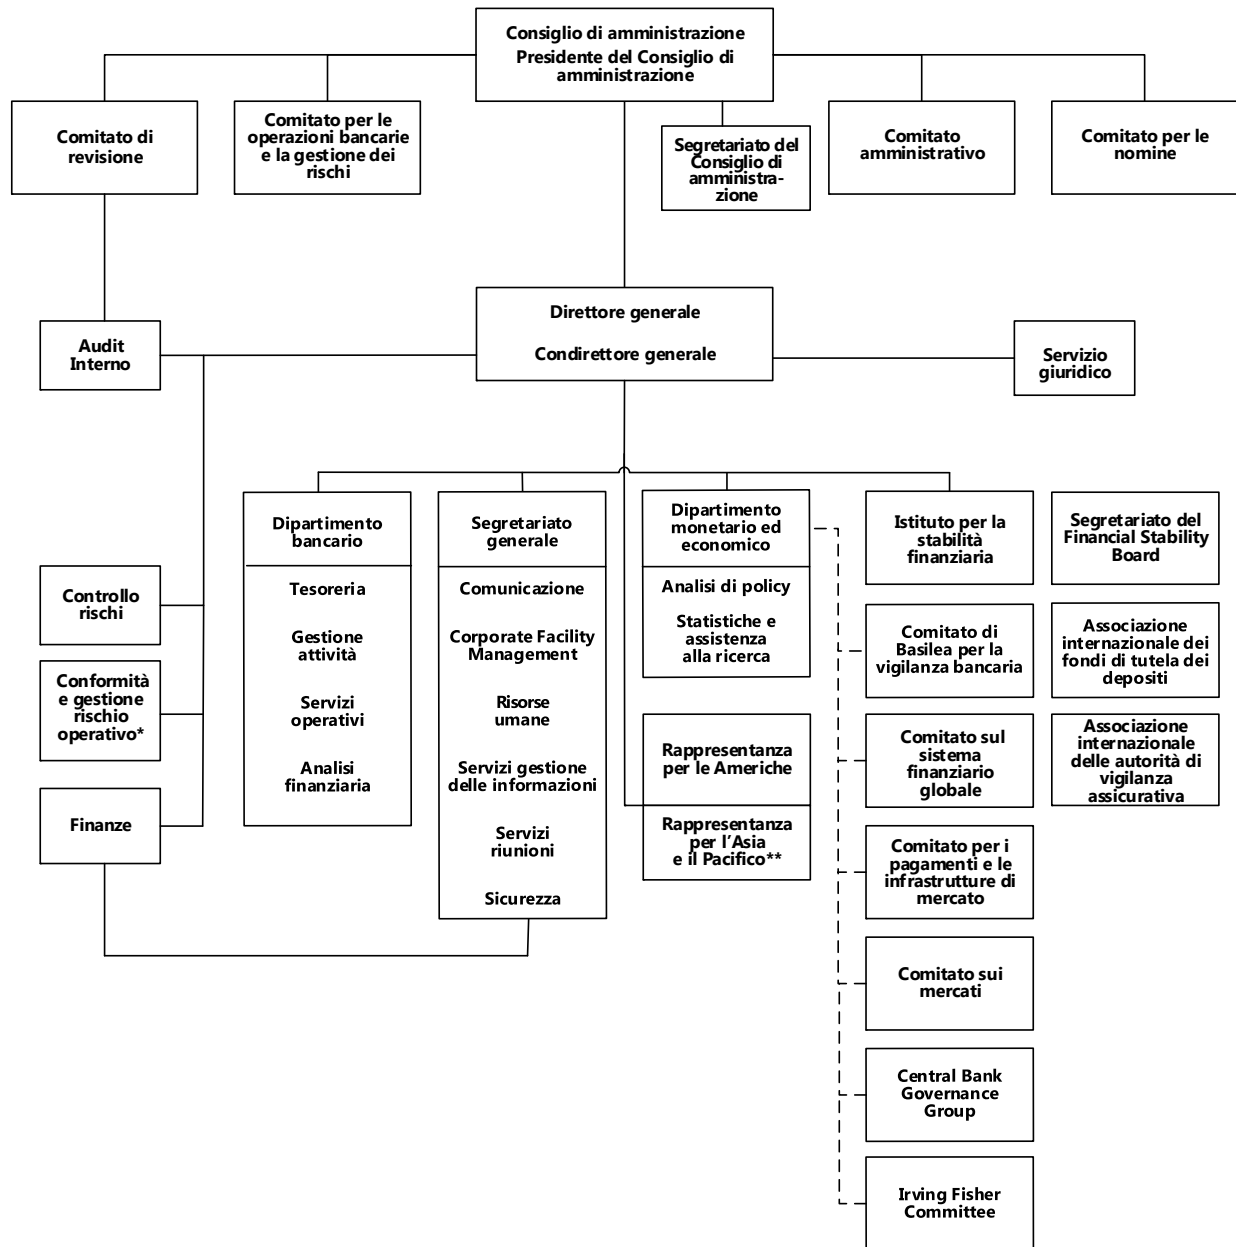 Consiglio di amministrazione
Presidente del Consiglio di
amministrazione
Comitato di
revisione
Comitato per le
operazioni bancarie
e la gestione dei
rischi
Segretariato del
Consiglio di
amministra-
zione
Comitato
amministrativo
Comitato per le
nomine
Direttore generale
Condirettore generale
Audit
Interno
Servizio
giuridico
Dipartimento
bancario
Tesoreria
Gestione
attività
Servizi
operativi
Analisi
finanziaria
Segretariato
generale
Comunicazione
Corporate Facility
Management
Risorse
umane
Servizi gestione
delle informazioni
Servizi
riunioni
Sicurezza
Dipartimento
monetario ed
economico
Analisi di policy
Statistiche e
assistenza
alla ricerca
Rappresentanza
per le Americhe
Rappresentanza
per l'Asia
e il Pacifico**
Controllo
rischi
Conformità
e gestione
rischio
operativo*
Finanze
Istituto per la
stabilità
finanziaria
Comitato di
Basilea per la
vigilanza bancaria
Comitato sul
sistema
finanziario
globale
Comitato per i
pagamenti e le
infrastrutture di
mercato
Comitato sui
mercati
Central Bank
Governance
Group
Irving Fisher
Committee
Segretariato del
Financial Stability
Board
Associazione
internazionale dei
fondi di tutela dei
depositi
Associazione
internazionale
delle autorità di
vigilanza
assicurativa